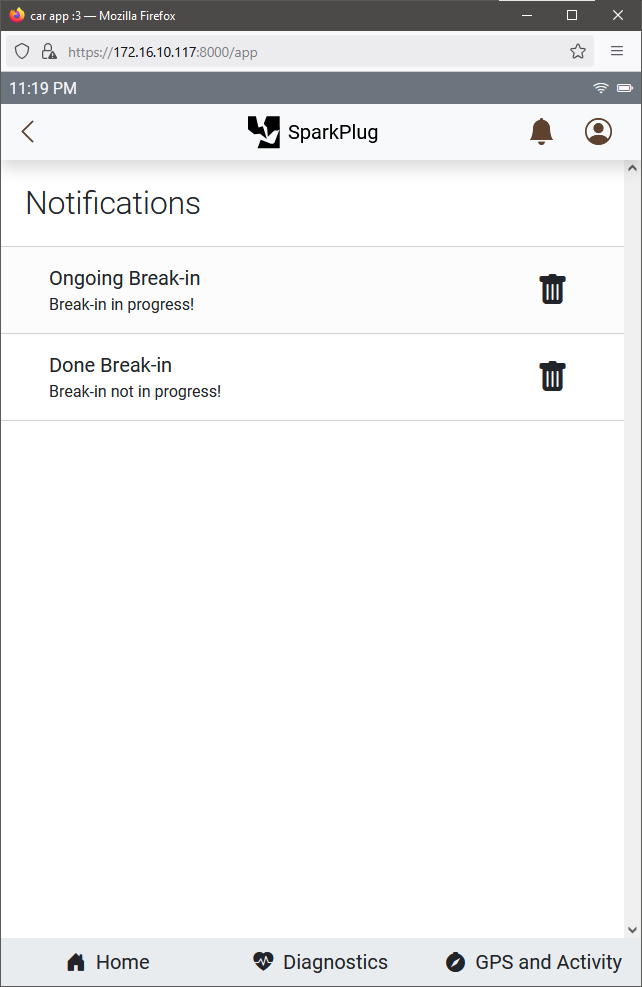 car app :3 — Mozilla Firefox
https://172.16.10.117:8000/app
11:19 PM
SparkPlug
Notifications
Ongoing Break-in
Break-in in progress!
Done Break-in
Break-in not in progress!
Home
Diagnostics
GPS and Activity